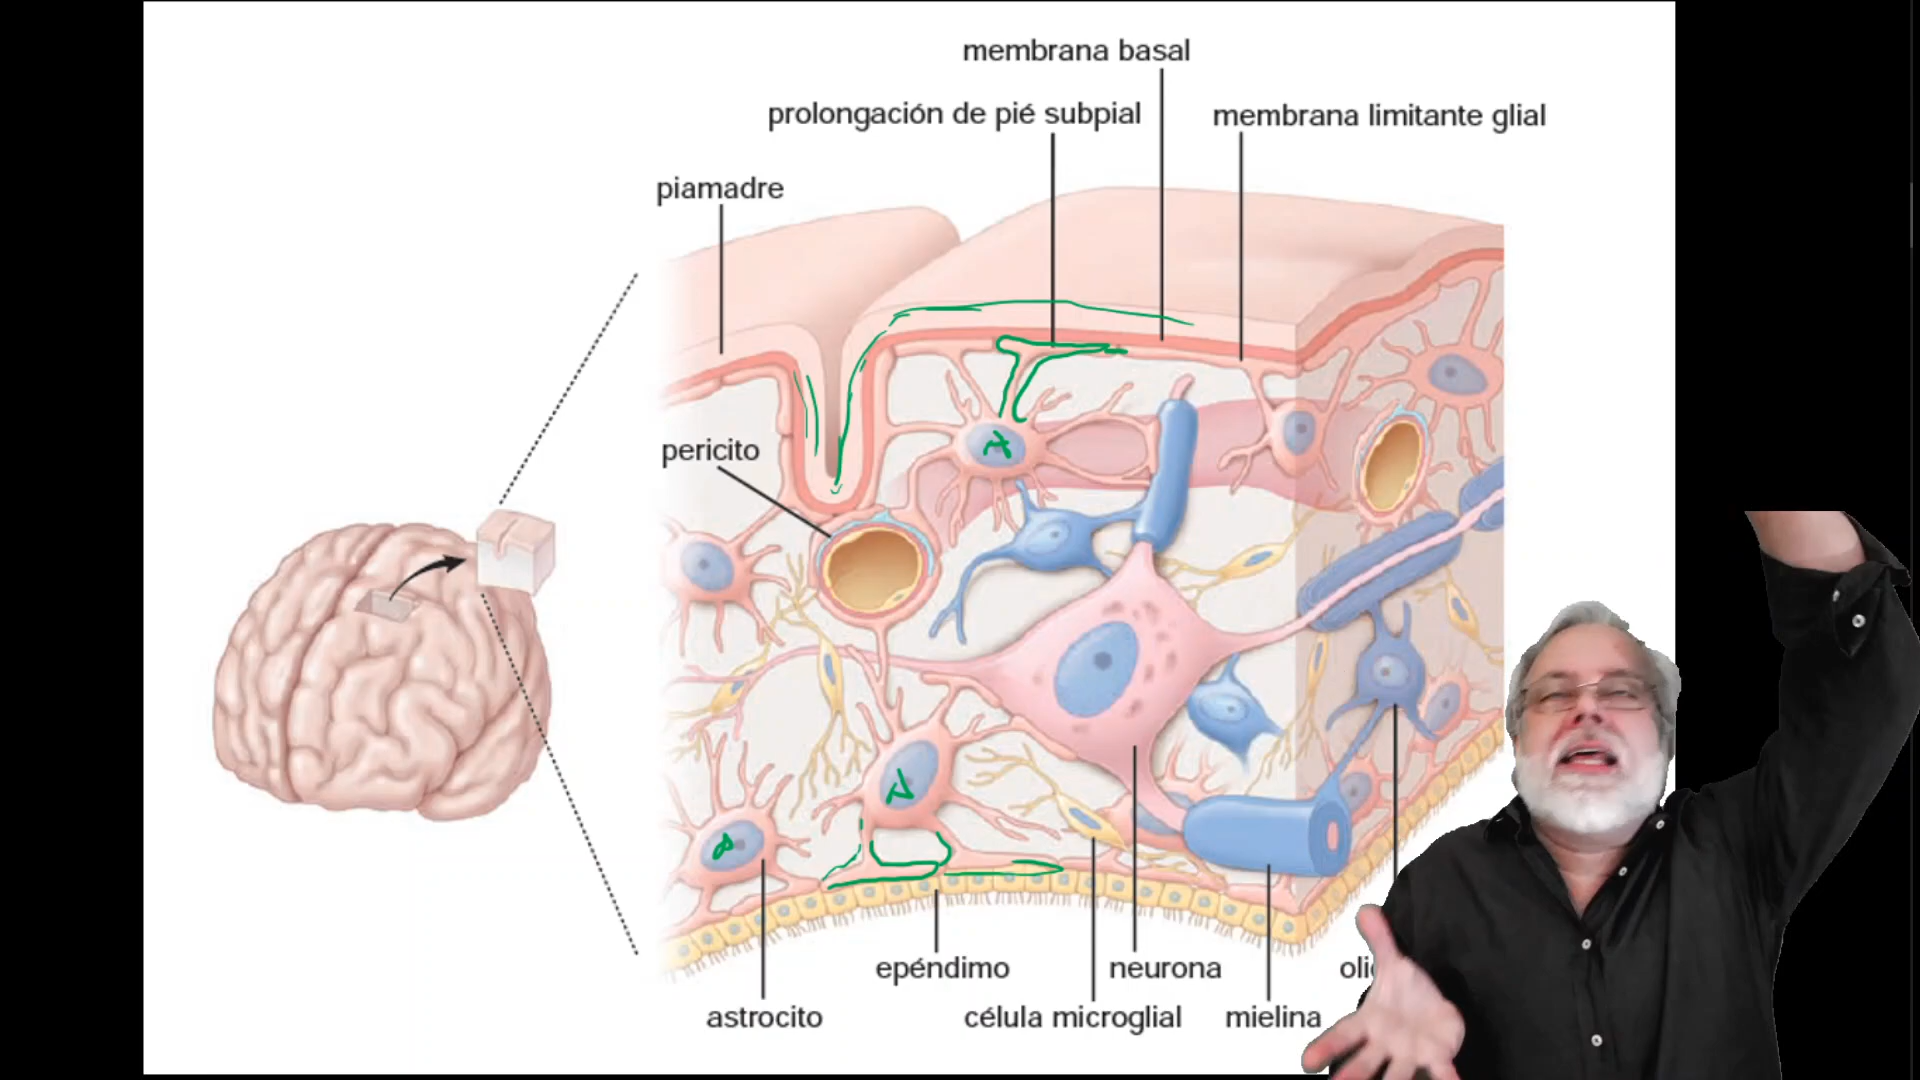 membrana basal
prolongación de pié subpial
membrana limitante glial
piamadre
pericito
epéndimo
neurona
astrocito
célula microglial
mielina